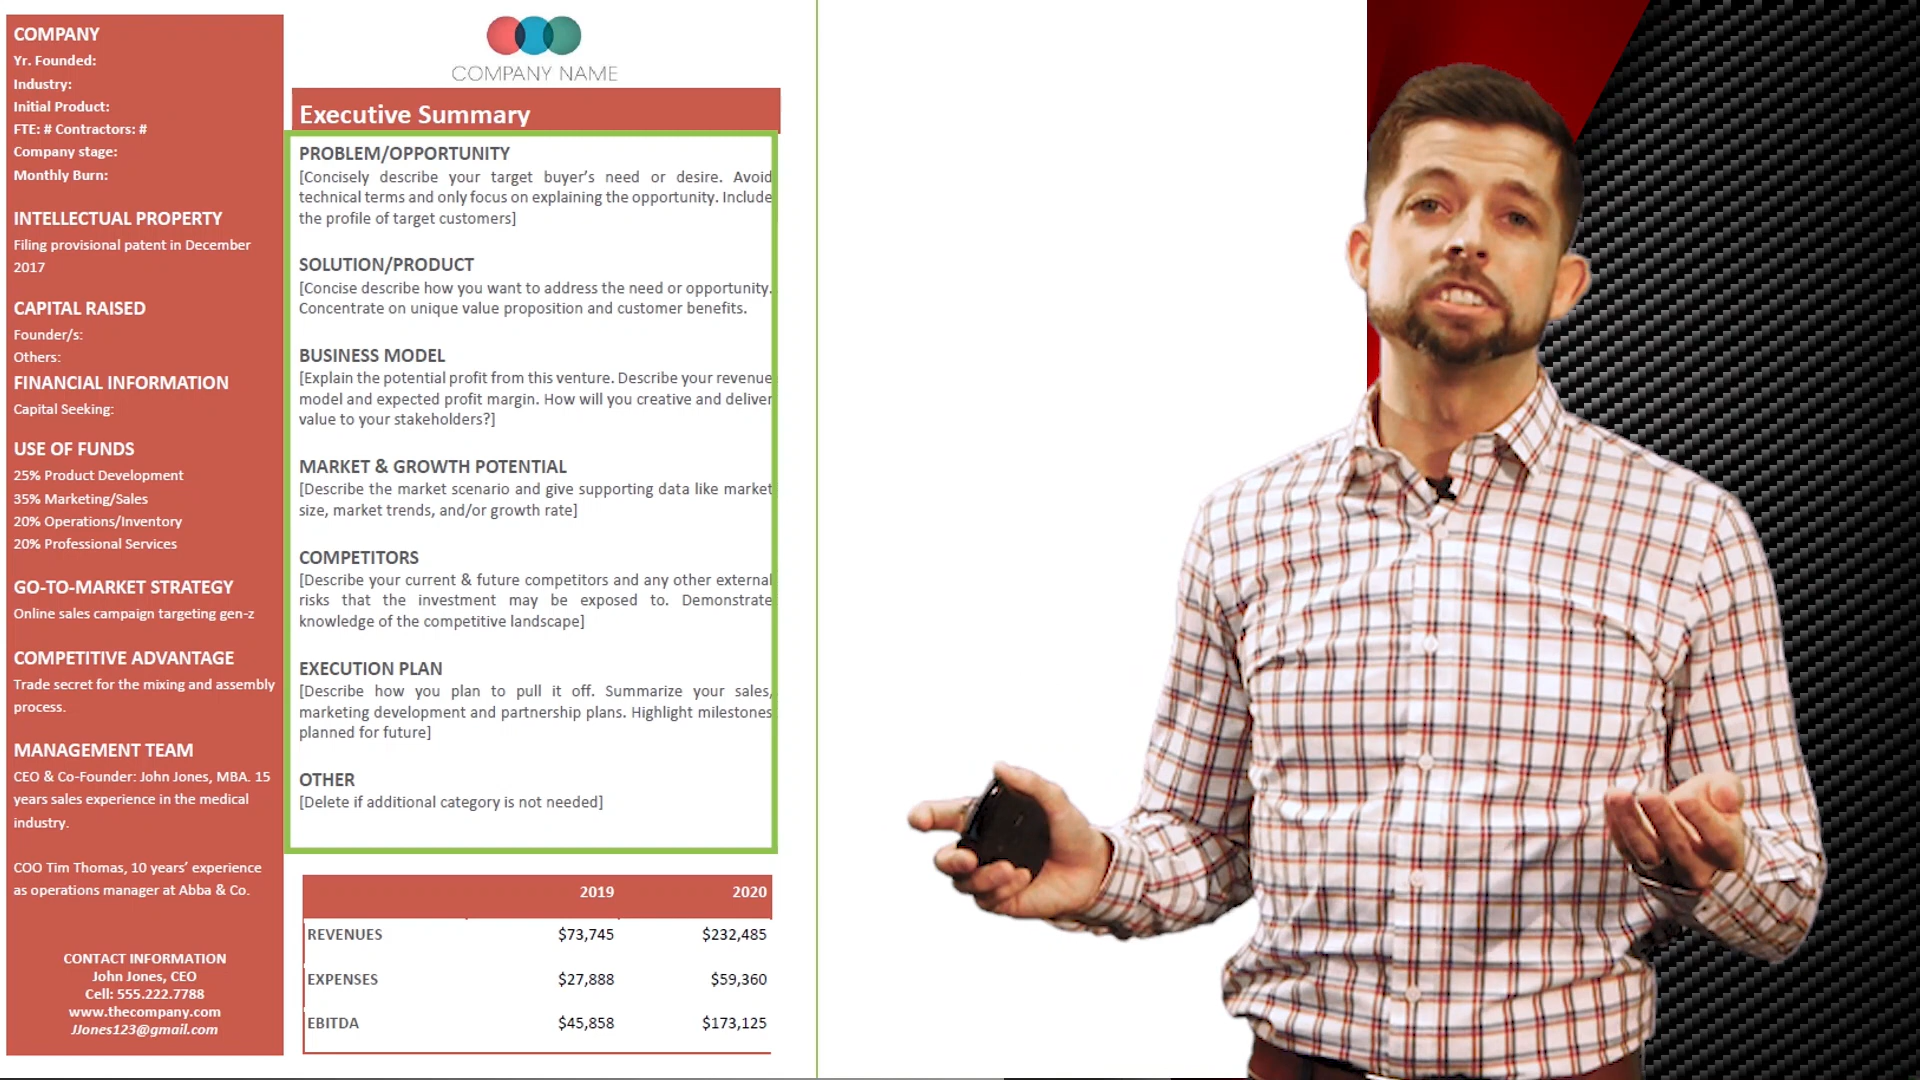 COMPANY
Yr. Founded:
Industry:
Initial Product:
FTE: # Contractors: #
Company stage:
Monthly Burn:
INTELLECTUAL PROPERTY
Filing provisional patent in December
2017
CAPITAL RAISED
Founder/s:
Others:
FINANCIAL INFORMATION
Capital Seeking:
USE OF FUNDS
25% Product Development
35% Marketing/Sales
20% Operations/Inventory
20% Professional Services
GO-TO-MARKET STRATEGY
Online sales campaign targeting gen-z
COMPETITIVE ADVANTAGE
Trade secret for the mixing and assembly
process.
MANAGEMENT TEAM
CEO & Co-Founder: John Jones, MBA. 15
years sales experience in the medical
industry.
COO Tim Thomas, 10 years’ experience
as operations manager at Abba & Co.
CONTACT INFORMATION
John Jones, CEO
Cell: 555.222.7788
www.thecompany.com
JJones123@gmail.com
COMPANY NAME
Executive Summary
PROBLEM/OPPORTUNITY
[Concisely describe your target buyer’s need or desire. Avoid
technical terms and only focus on explaining the opportunity. Include
the profile of target customers]
SOLUTION/PRODUCT
[Concise describe how you want to address the need or opportunity.
Concentrate on unique value proposition and customer benefits.
BUSINESS MODEL
[Explain the potential profit from this venture. Describe your revenue
model and expected profit margin. How will you creative and deliver
value to your stakeholders?]
MARKET & GROWTH POTENTIAL
[Describe the market scenario and give supporting data like market
size, market trends, and/or growth rate]
COMPETITORS
[Describe your current & future competitors and any other external
risks that the investment may be exposed to. Demonstrate
knowledge of the competitive landscape]
EXECUTION PLAN
[Describe how you plan to pull it off. Summarize your sales,
marketing development and partnership plans. Highlight milestones
planned for future]
OTHER
[Delete if additional category is not needed]
2019 2020
REVENUES $73,745 $232,485
EXPENSES $27,888 $59,360
EBITDA $45,858 $173,125